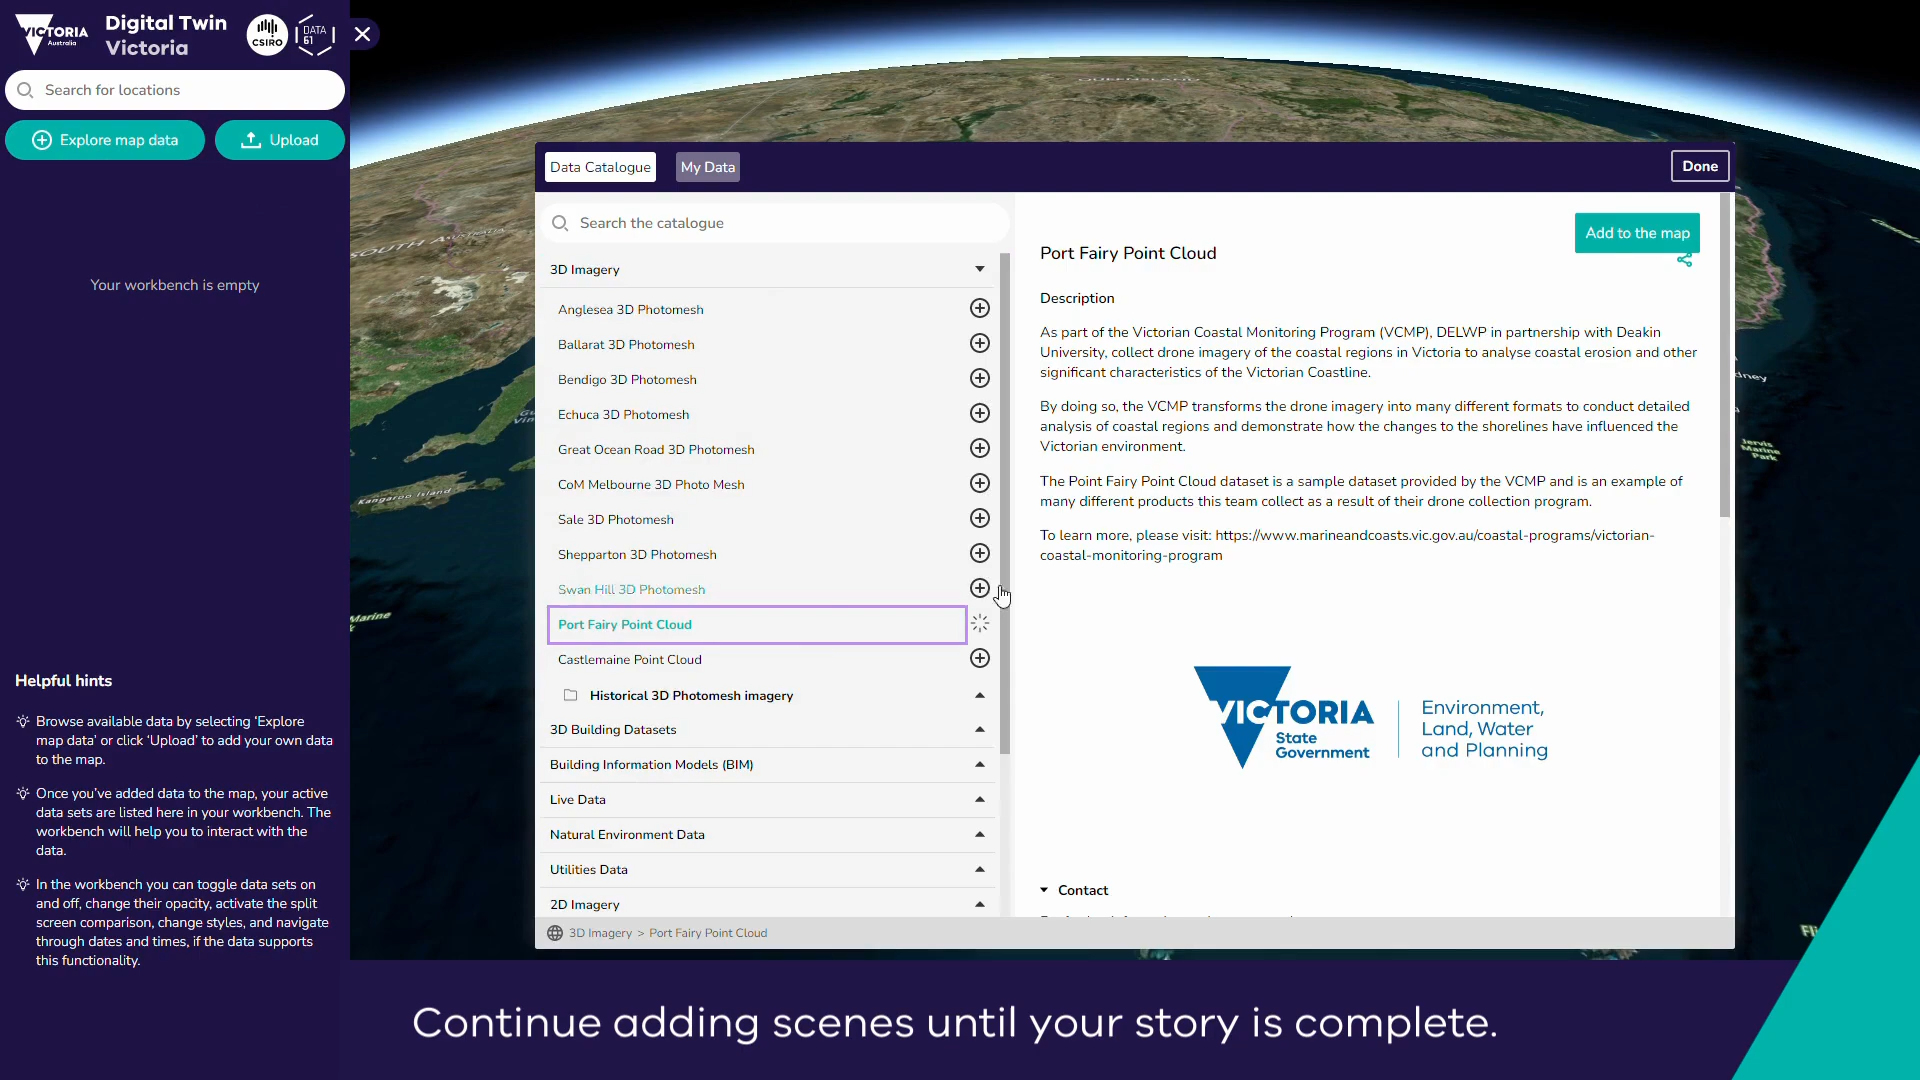 VICTORIA
Australia
Digital Twin
Victoria
CSIRO
DATA
61
Search for locations
Explore map data
Upload
Your workbench is empty
Helpful hints
Browse available data by selecting ‘Explore
map data’ or click ‘Upload’ to add your own data
to the map.
Once you’ve added data to the map, your active
data sets are listed here in your workbench. The
workbench will help you to interact with the
data.
In the workbench you can toggle data sets on
and off, change their opacity, activate the split
screen comparison, change styles, and navigate
through dates and times, if the data supports
this functionality.
QUEENSLAND
SOUTH AUSTRALIA
Kangaroo Island
Marine
Jervis
Marine
Park
Data Catalogue
My Data
Done
Search the catalogue
3D Imagery
Anglesea 3D Photomesh
Ballarat 3D Photomesh
Bendigo 3D Photomesh
Echuca 3D Photomesh
Great Ocean Road 3D Photomesh
CoM Melbourne 3D Photo Mesh
Sale 3D Photomesh
Shepparton 3D Photomesh
Swan Hill 3D Photomesh
Port Fairy Point Cloud
Castlemaine Point Cloud
Historical 3D Photomesh imagery
3D Building Datasets
Building Information Models (BIM)
Live Data
Natural Environment Data
Utilities Data
2D Imagery
3D Imagery > Port Fairy Point Cloud
Add to the map
Port Fairy Point Cloud
Description
As part of the Victorian Coastal Monitoring Program (VCMP), DELWP in partnership with Deakin
University, collect drone imagery of the coastal regions in Victoria to analyse coastal erosion and other
significant characteristics of the Victorian Coastline.
By doing so, the VCMP transforms the drone imagery into many different formats to conduct detailed
analysis of coastal regions and demonstrate how the changes to the shorelines have influenced the
Victorian environment.
The Point Fairy Point Cloud dataset is a sample dataset provided by the VCMP and is an example of
many different products this team collect as a result of their drone collection program.
To learn more, please visit: https://www.marineandcoasts.vic.gov.au/coastal-programs/victorian-
coastal-monitoring-program
VICTORIA
State
Government
Environment,
Land, Water
and Planning
Contact
Continue adding scenes until your story is complete.